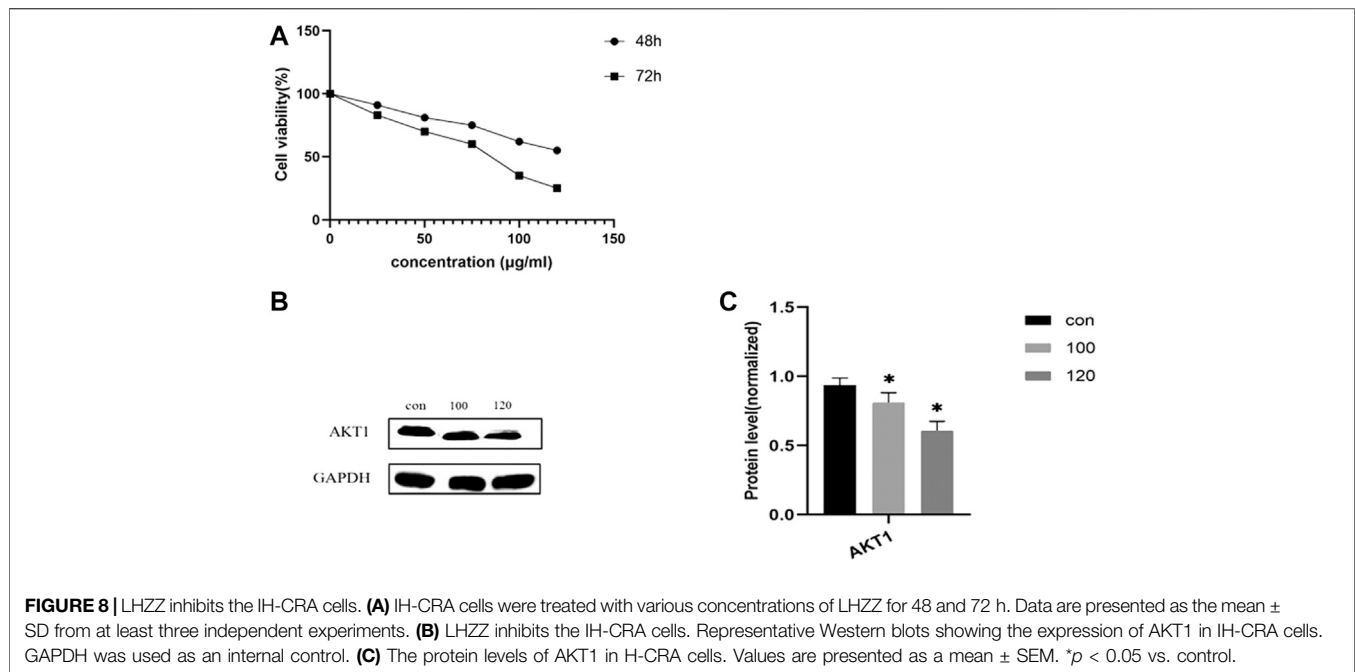 A
150
100
50
0
Cell viability(%)
0
50
100
150
concentration (µg/ml)
48h
72h
B
con 100 120
AKT1
GAPDH
C
1.5
1.0
0.5
0.0
Protein level(normalized)
*
*
AKT1
con
100
120
FIGURE 8 | LHZZ inhibits the IH-CRA cells. (A) IH-CRA cells were treated with various concentrations of LHZZ for 48 and 72 h. Data are presented as the mean ±
SD from at least three independent experiments. (B) LHZZ inhibits the IH-CRA cells. Representative Western blots showing the expression of AKT1 in IH-CRA cells.
GAPDH was used as an internal control. (C) The protein levels of AKT1 in H-CRA cells. Values are presented as a mean ± SEM. *p < 0.05 vs. control.